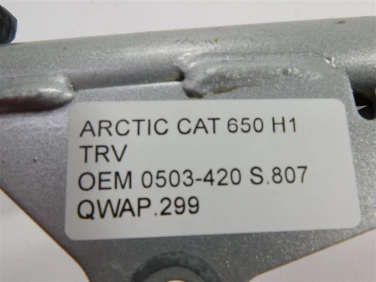 ARCTIC CAT 650 H1
TRV
OEM 0503-420 S.807
QWAP.299